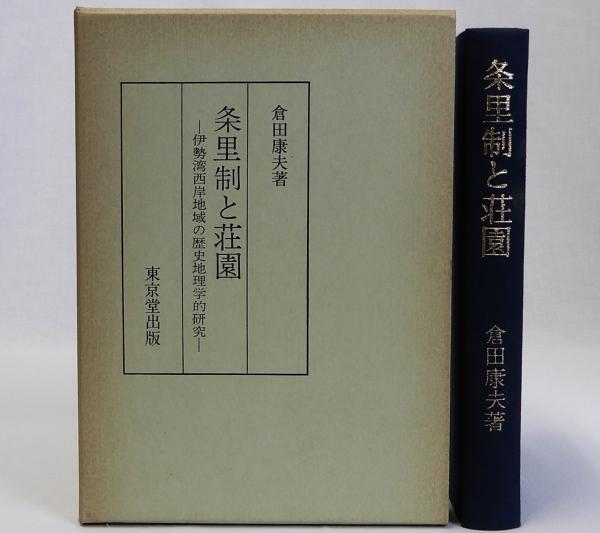 倉田康夫著
条里制と荘園
―伊勢湾西岸地域の歴史地理学的研究―
東京堂出版
条里制と荘園
倉田康夫著